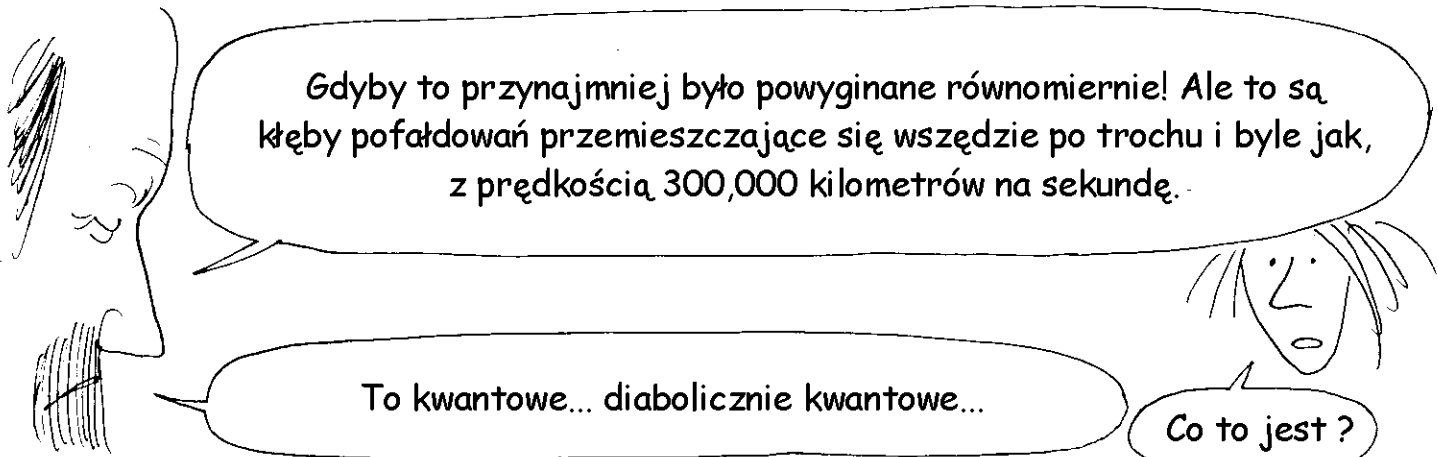 Gdyby to przynajmniej było powyginane równomiernie! Ale to są
kłęby pofałdowań przemieszczające się wszędzie po trochu i byle jak,
z prędkością 300,000 kilometrów na sekundę.
To kwantowe... diabolicznie kwantowe...
Co to jest ?